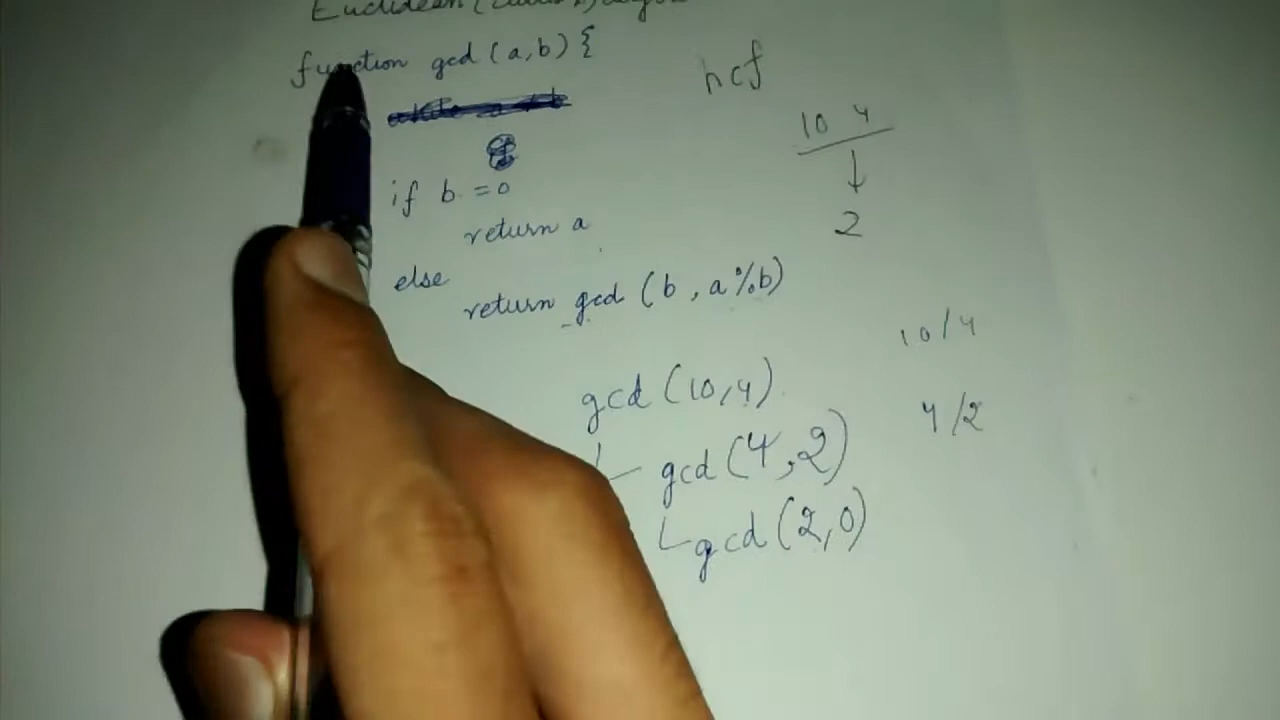 Euclidean
function gcd (a,b) {
hcf
10 4
↓
2
if b = 0
return a
else
return gcd (b, a%b)
10/4
gcd (10,4)
4/2
gcd (4,2)
gcd (2,0)